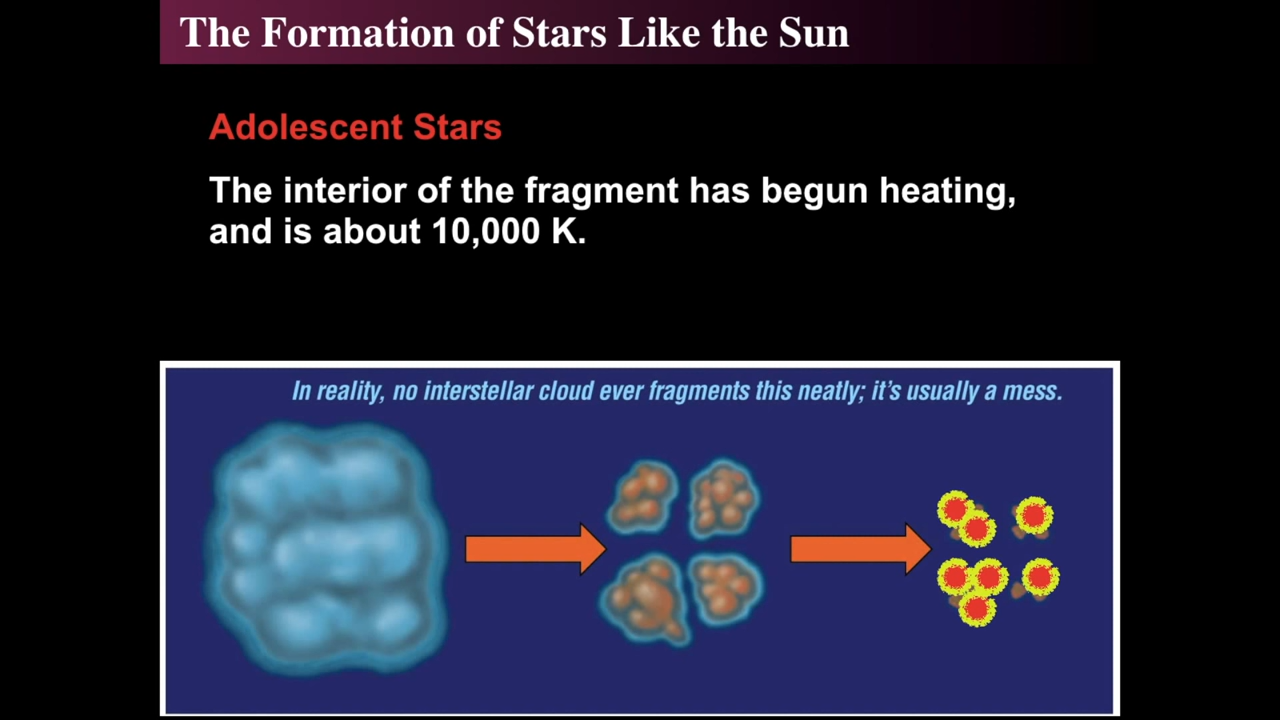 The Formation of Stars Like the Sun
Adolescent Stars
The interior of the fragment has begun heating,
and is about 10,000 K.
In reality, no interstellar cloud ever fragments this neatly; it’s usually a mess.